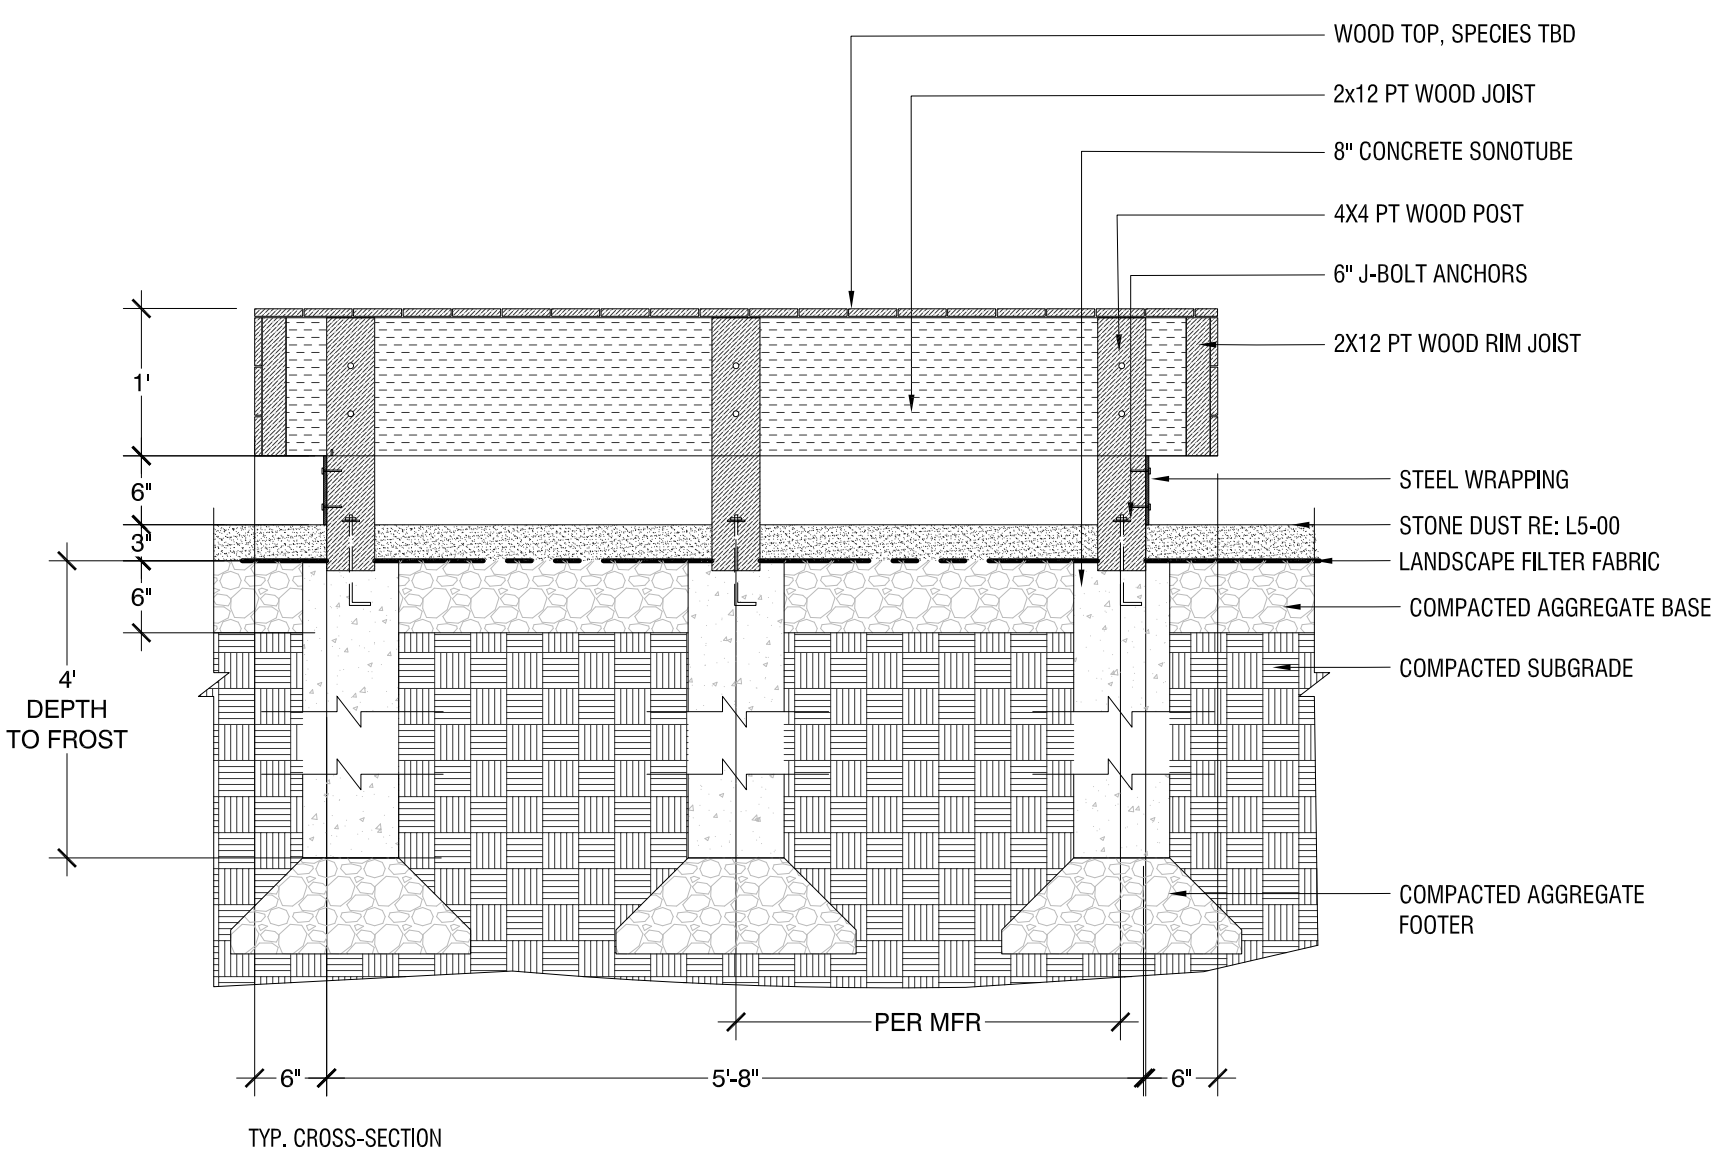 WOOD TOP, SPECIES TBD
2x12 PT WOOD JOIST
8" CONCRETE SONOTUBE
4X4 PT WOOD POST
6" J-BOLT ANCHORS
2X12 PT WOOD RIM JOIST
1'
6"
3"
6"
4'
DEPTH
TO FROST
STEEL WRAPPING
STONE DUST RE: L5-00
LANDSCAPE FILTER FABRIC
COMPACTED AGGREGATE BASE
COMPACTED SUBGRADE
COMPACTED AGGREGATE
FOOTER
PER MFR
6"
5'-8"
6"
TYP. CROSS-SECTION